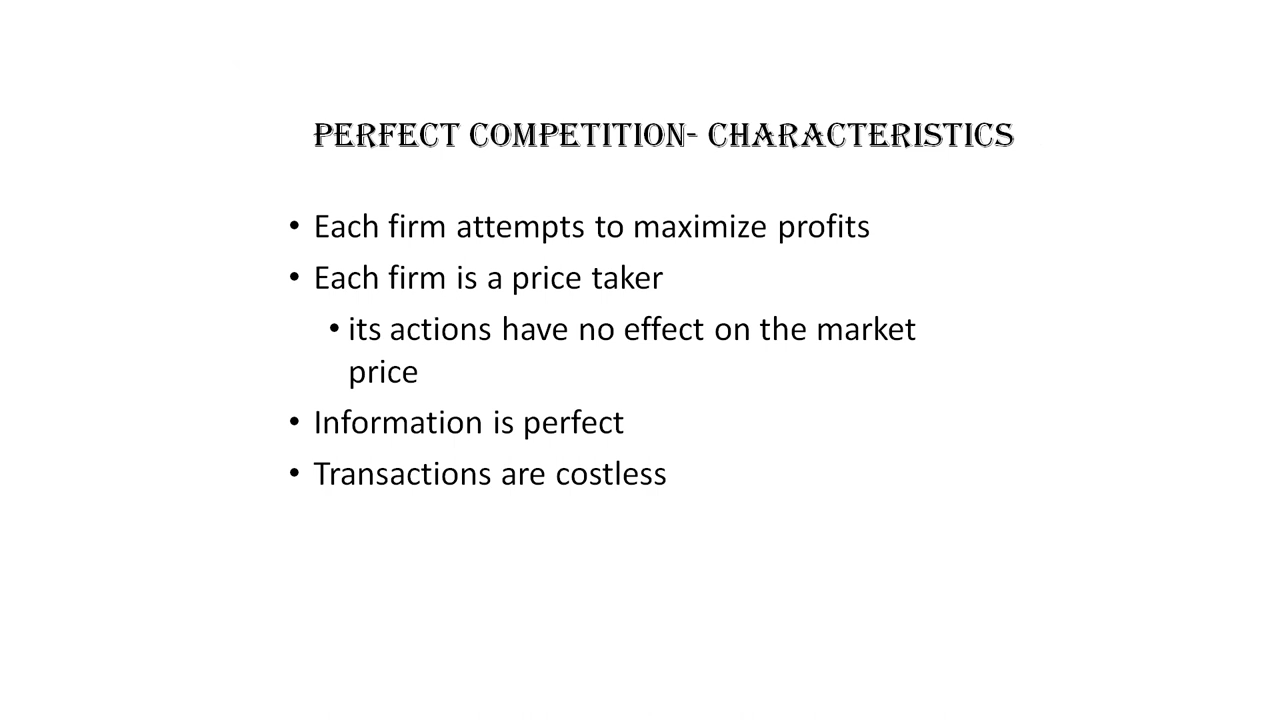 PERFECT COMPETITION- CHARACTERISTICS
• Each firm attempts to maximize profits
• Each firm is a price taker
• its actions have no effect on the market
price
• Information is perfect
• Transactions are costless